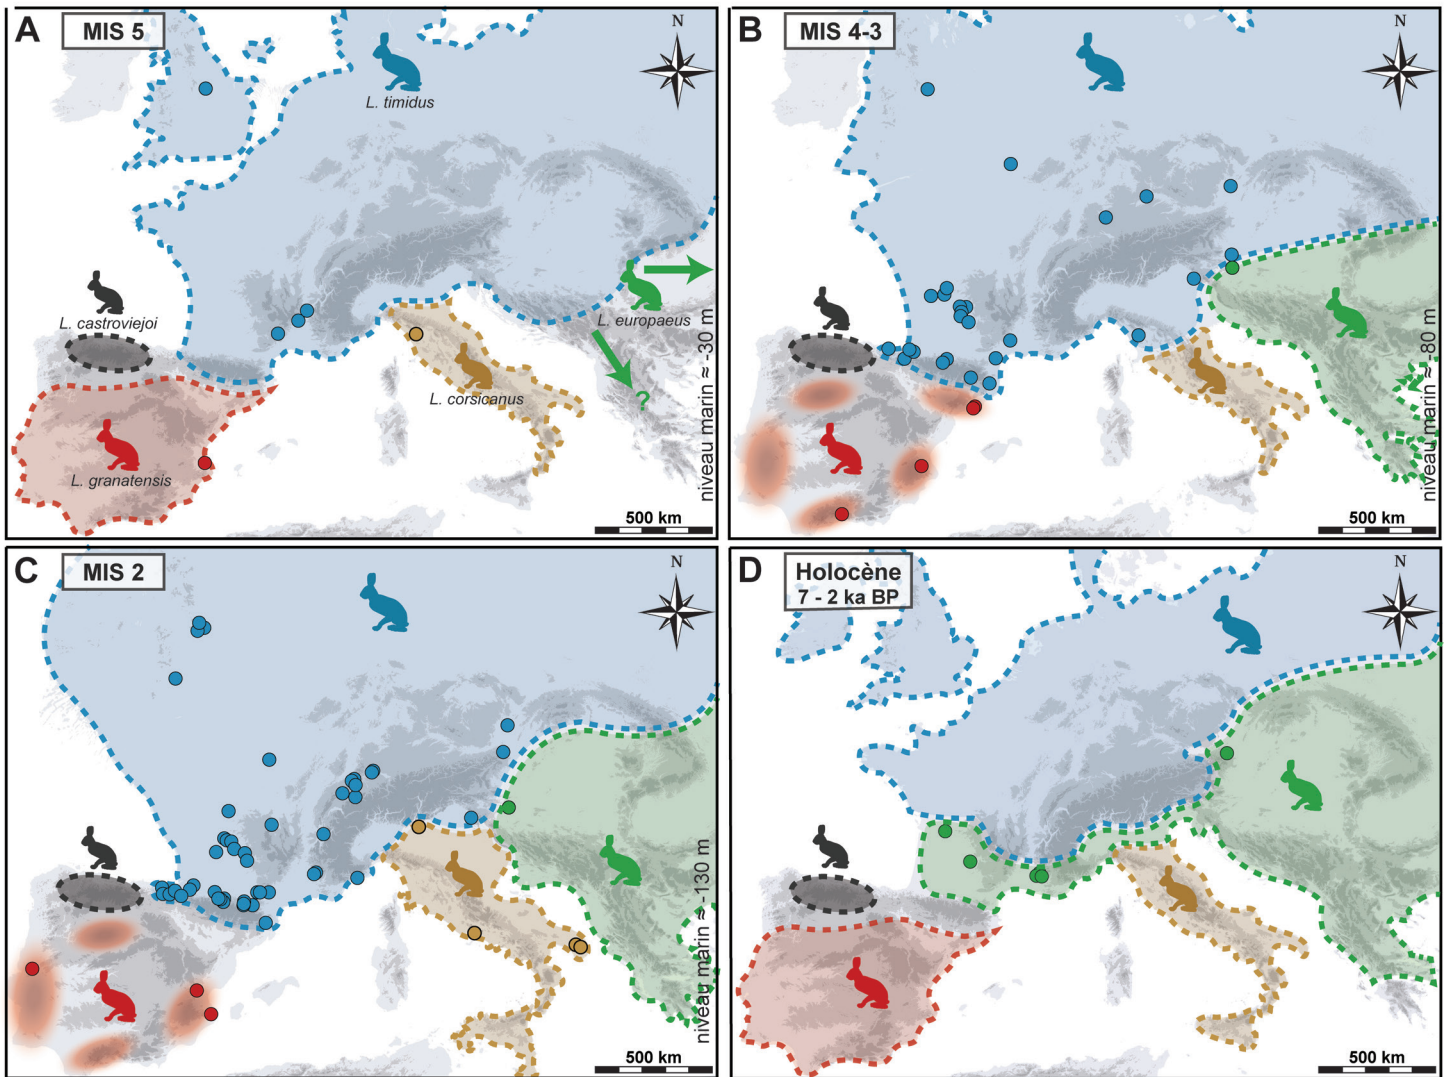 A
MIS 5
N
L. timidus
L. castroviejoi
L. europaeus
?
L. corsicanus
L. granatensis
niveau marin ≈ -30 m
500 km
B
MIS 4-3
N
niveau marin ≈ -80 m
500 km
C
MIS 2
N
niveau marin ≈ -130 m
500 km
D
Holocène
7 - 2 ka BP
N
500 km